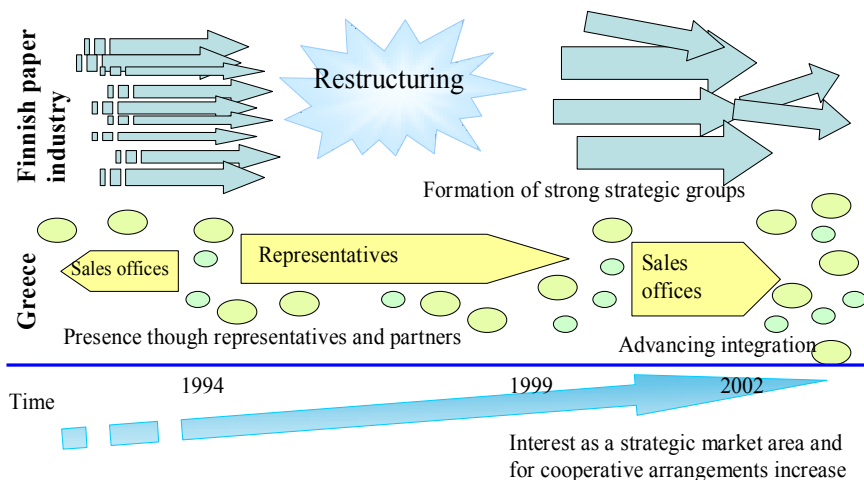 Finnish paper
industry
Restructuring
Formation of strong strategic groups
Greece
Sales offices
Representatives
Sales
offices
Presence though representatives and partners
Advancing integration
1994
1999
2002
Time
Interest as a strategic market area and
for cooperative arrangements increase